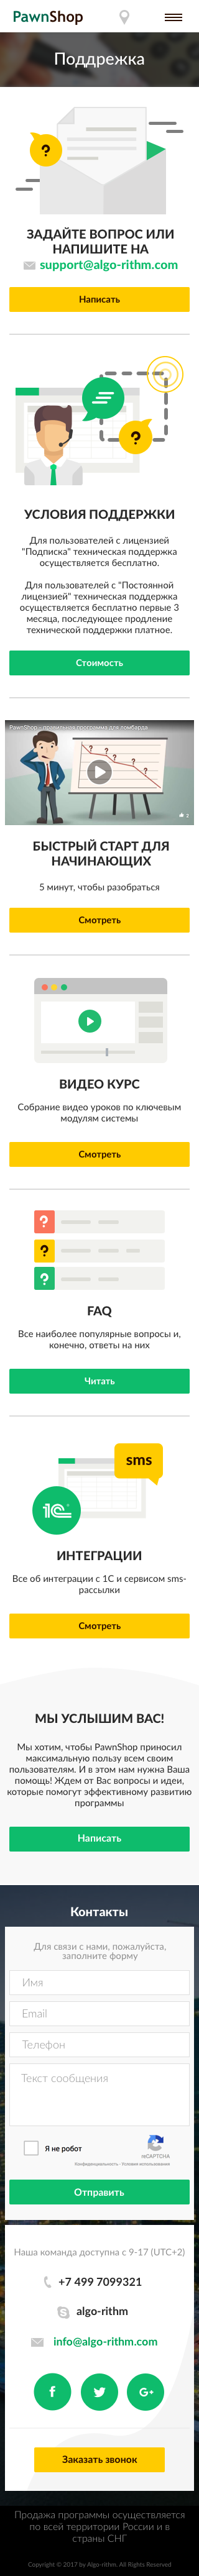 PawnShop
Поддрежка
ЗАДАЙТЕ ВОПРОС ИЛИ
НАПИШИТЕ НА
support@algo-rithm.com
Написать
УСЛОВИЯ ПОДДЕРЖКИ
Для пользователей с лицензией
"Подписка" техническая поддержка
осуществляется бесплатно.
Для пользователей с "Постоянной
лицензией" техническая поддержка
осуществляется бесплатно первые 3
месяца, последующее продление
технической поддержки платное.
Стоимость
PawnShop - правильная программа для ломбарда
БЫСТРЫЙ СТАРТ ДЛЯ
НАЧИНАЮЩИХ
5 минут, чтобы разобраться
Смотреть
ВИДЕО КУРС
Собрание видео уроков по ключевым
модулям системы
Смотреть
FAQ
Все наиболее популярные вопросы и,
конечно, ответы на них
Читать
sms
1С
ИНТЕГРАЦИИ
Все об интеграции с 1С и сервисом sms-
рассылки
Смотреть
МЫ УСЛЫШИМ ВАС!
Мы хотим, чтобы PawnShop приносил
максимальную пользу всем своим
пользователям. И в этом нам нужна Ваша
помощь! Ждем от Вас вопросы и идеи,
которые помогут эффективному развитию
программы
Написать
Контакты
Для связи с нами, пожалуйста,
заполните форму
Имя
Email
Телефон
Текст сообщения
Я не робот
reCAPTCHA
Конфиденциальность - Условия использования
Отправить
Наша команда доступна с 9-17 (UTC+2)
+7 499 7099321
algo-rithm
info@algo-rithm.com
Заказать звонок
Продажа программы осуществляется
по всей территории России и в
страны СНГ
Copyright © 2017 by Algo-rithm. All Rights Reserved